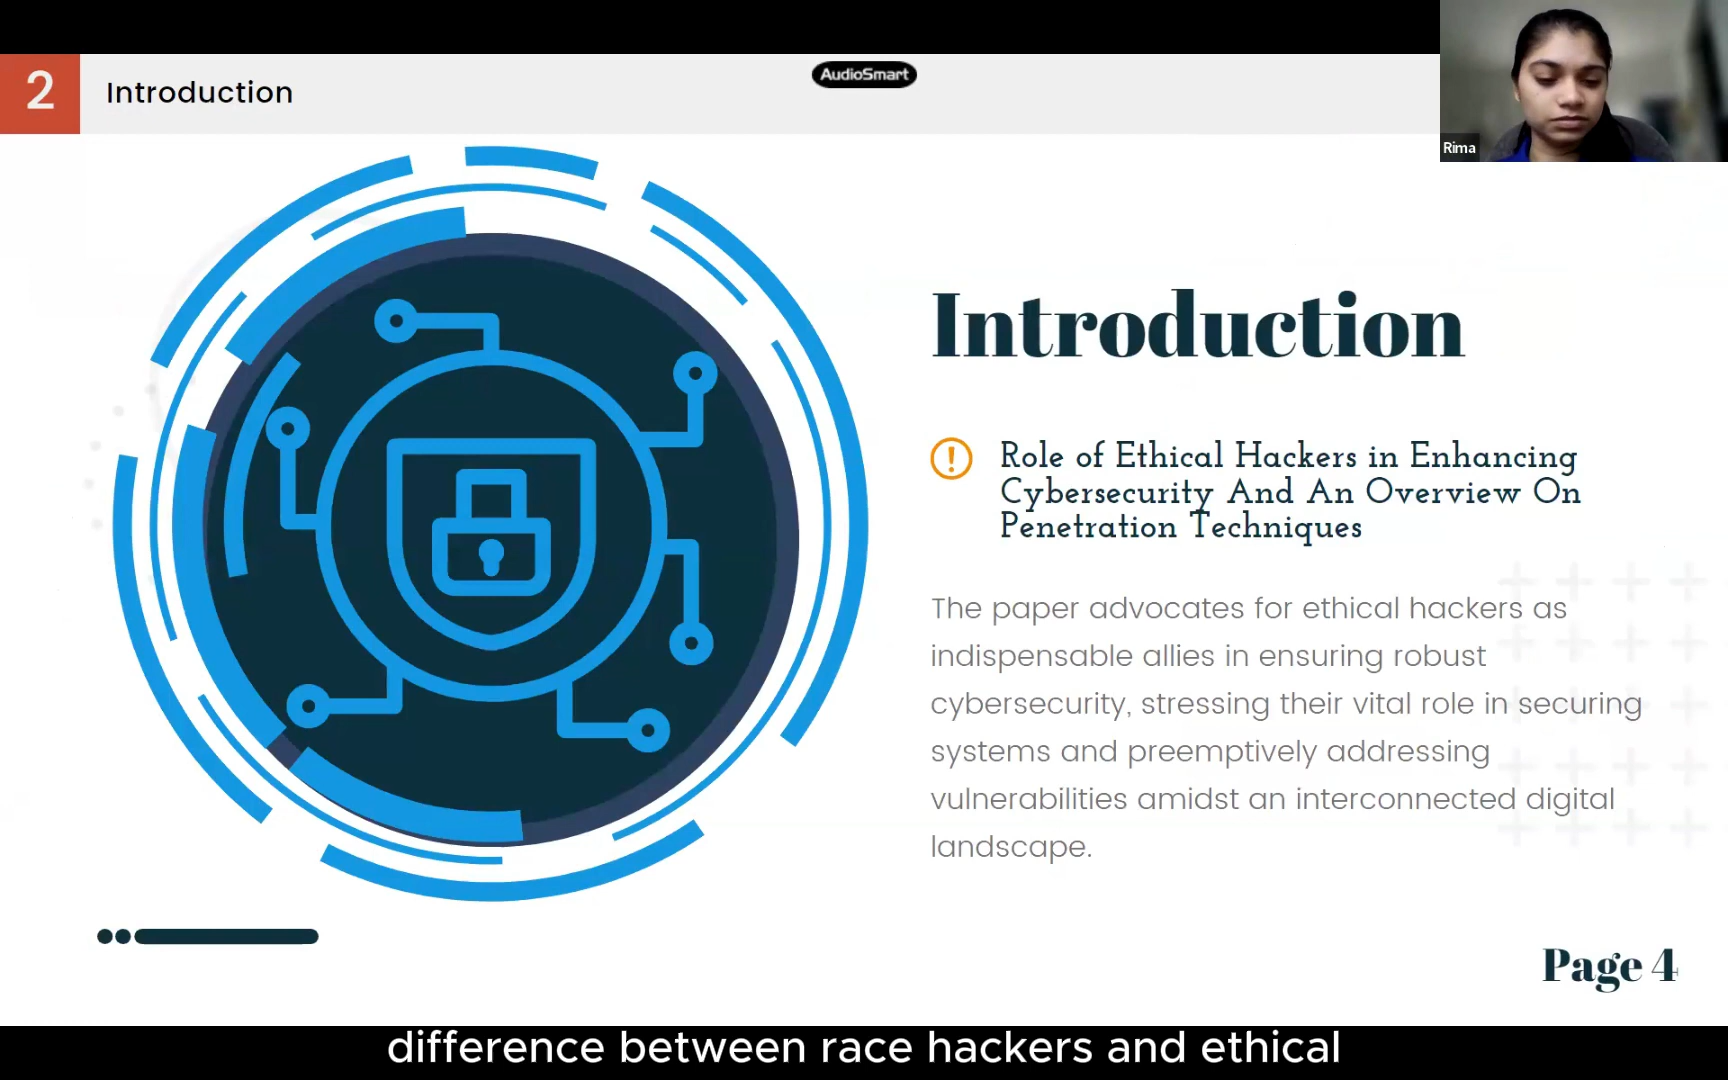 2
Introduction
AudioSmart
Rima
Introduction
Role of Ethical Hackers in Enhancing
Cybersecurity And An Overview On
Penetration Techniques
The paper advocates for ethical hackers as
indispensable allies in ensuring robust
cybersecurity, stressing their vital role in securing
systems and preemptively addressing
vulnerabilities amidst an interconnected digital
landscape.
Page 4
difference between race hackers and ethical